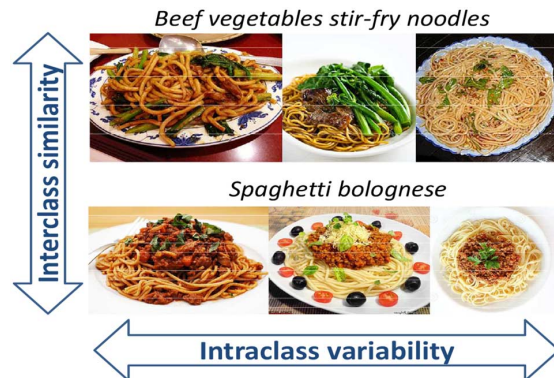 Beef vegetables stir-fry noodles
Interclass similarity
Spaghetti bolognese
Intraclass variability